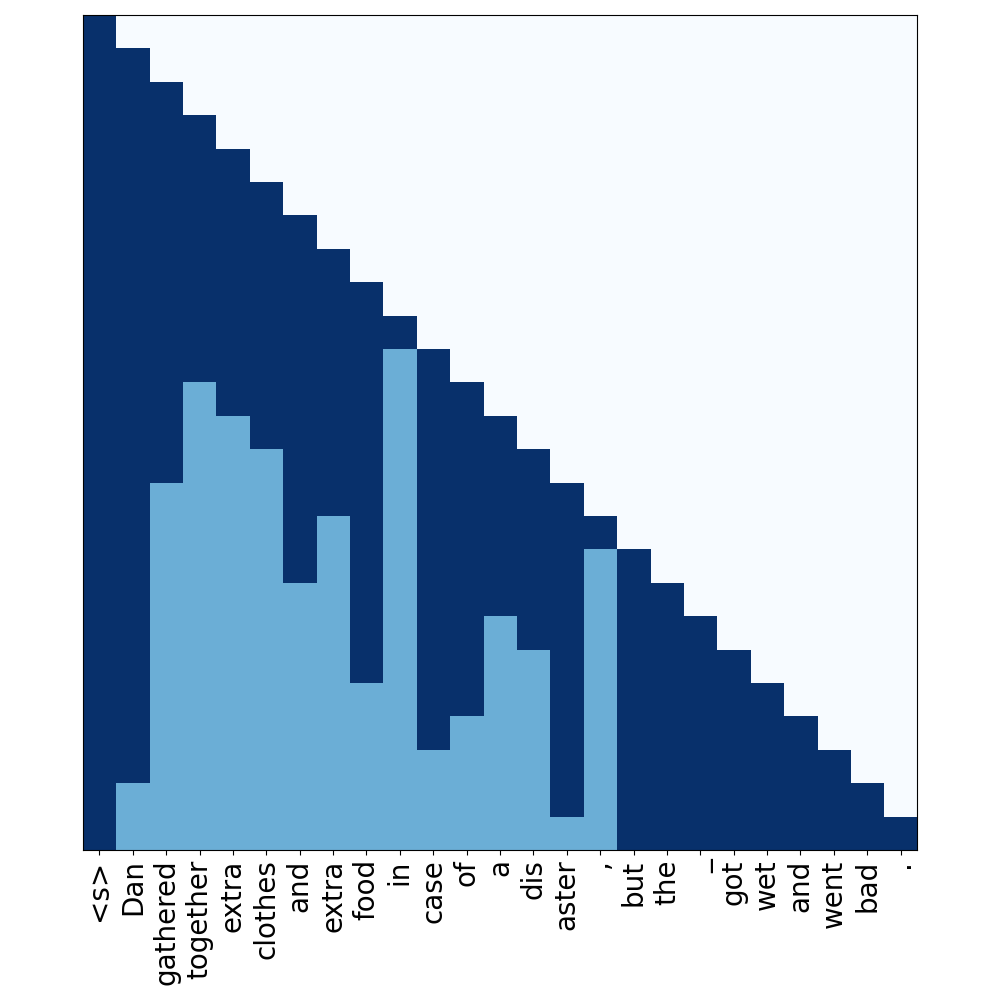 <s> Dan gathered together extra clothes and extra food in case of a dis aster , but the _ got wet and went bad .